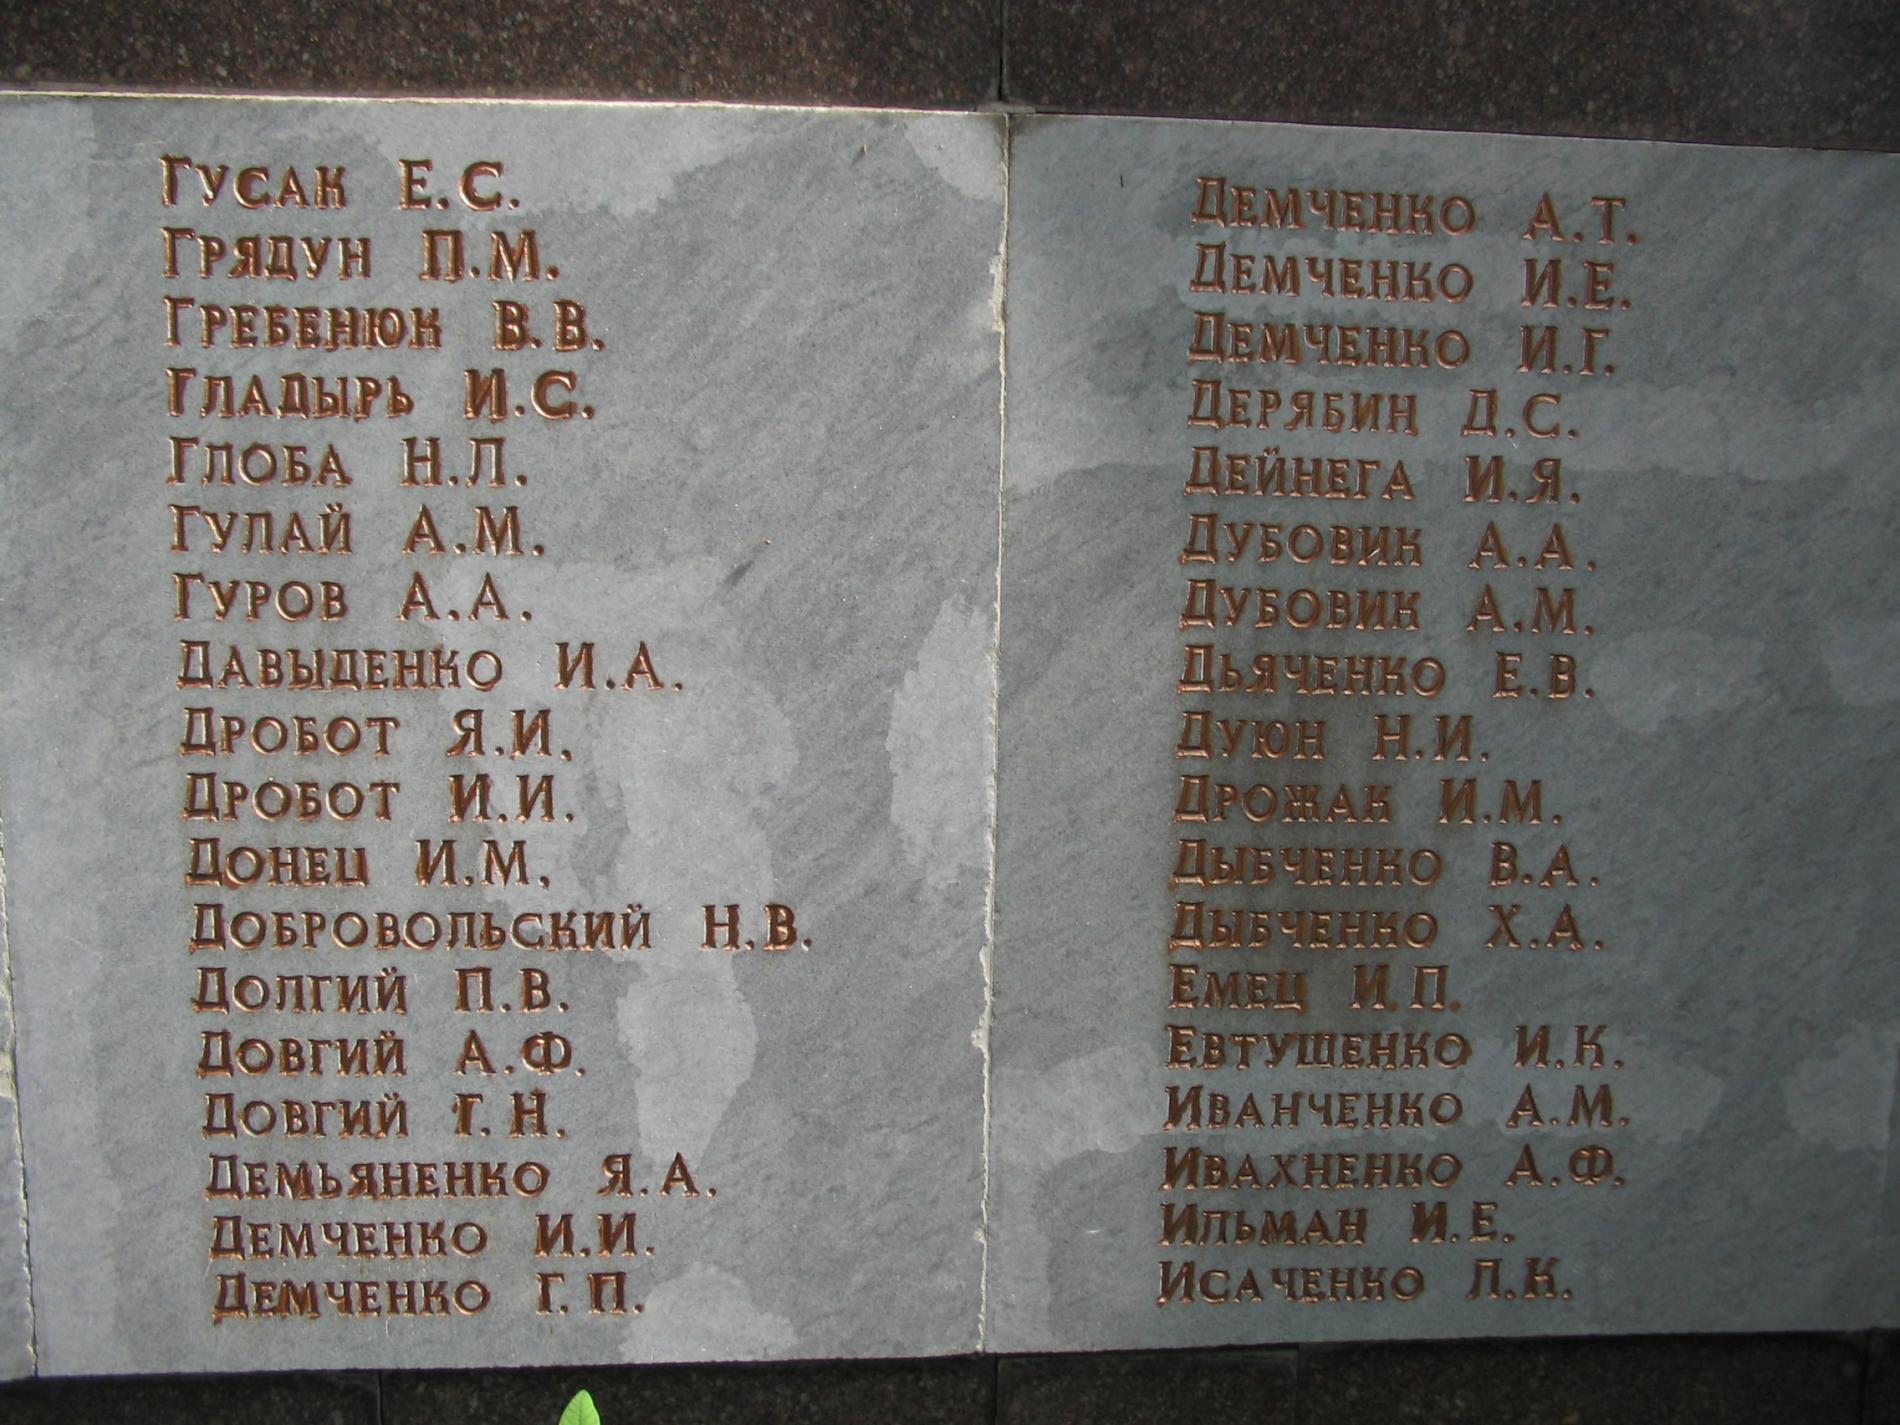 ГУСАК Е.С.
ГРЯДУН П.М.
ГРЕБЕНЮК В.В.
ГЛАДЫРЬ И.С.
ГЛОБА Н.Л.
ГУЛАЙ А.М.
ГУРОВ А.А.
ДАВЫДЕНКО И.А.
ДРОБОТ Я.И.
ДРОБОТ И.И.
ДОНЕЦ И.М.
ДОБРОВОЛЬСКИЙ Н.В.
ДОЛГИЙ П.В.
ДОВГИЙ А.Ф.
ДОВГИЙ Г.Н.
ДЕМЬЯНЕНКО Я.А.
ДЕМЧЕНКО И.И.
ДЕМЧЕНКО Г.П.
ДЕМЧЕНКО А.Т.
ДЕМЧЕНКО И.Е.
ДЕМЧЕНКО И.Г.
ДЕРЯБИН Д.С.
ДЕЙНЕГА И.Я.
ДУБОВИК А.А.
ДУБОВИК А.М.
ДЬЯЧЕНКО Е.В.
ДУЮН Н.И.
ДРОЖАК И.М.
ДЫБЧЕНКО В.А.
ДЫБЧЕНКО Х.А.
ЕМЕЦ И.П.
ЕВТУШЕНКО И.К.
ИВАНЧЕНКО А.М.
ИВАХНЕНКО А.Ф.
ИЛЬМАН И.Е.
ИСАЧЕНКО Л.К.